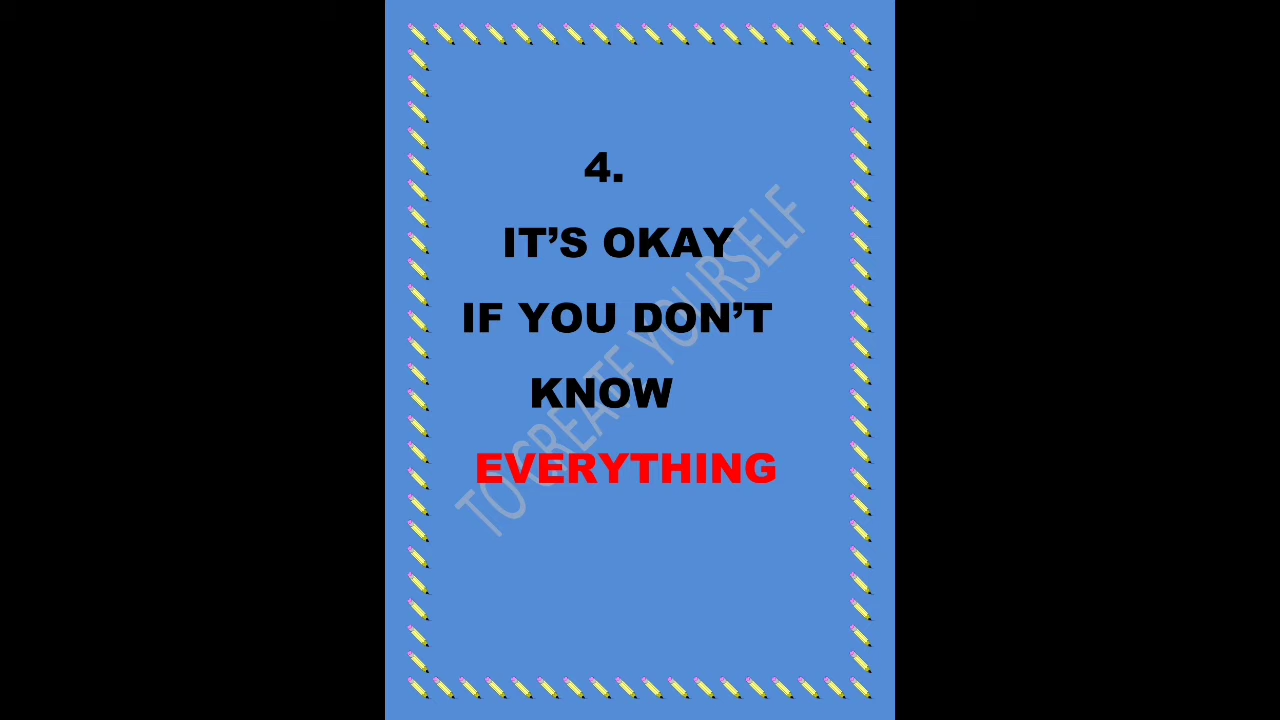 4.
IT’S OKAY
IF YOU DON’T
KNOW
EVERYTHING
TO CREATE YOURSELF